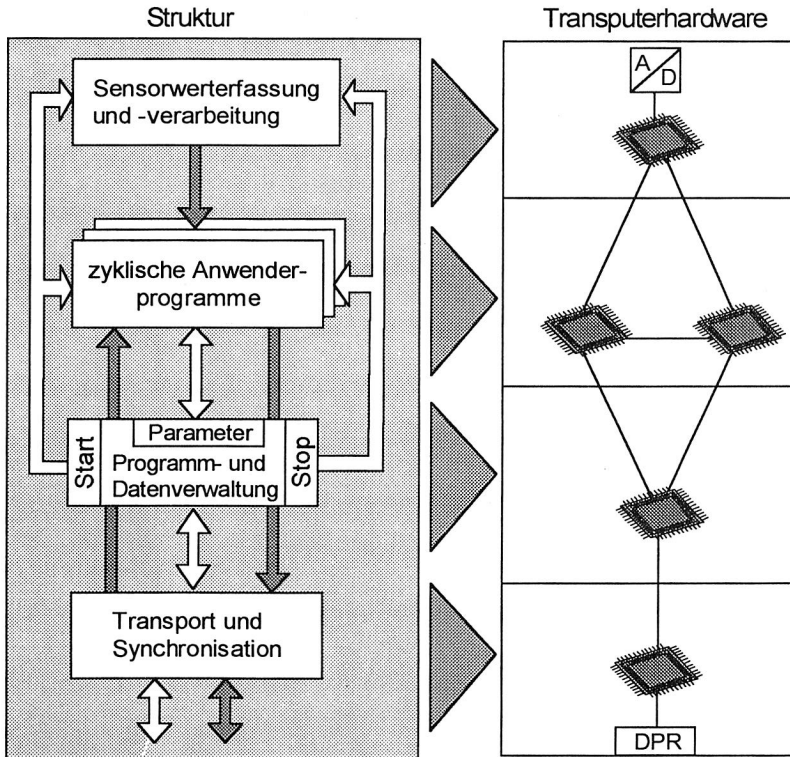 Struktur
Transputerhardware
Sensorwerterfassung
und -verarbeitung
A
D
zyklische Anwender-
programme
Start
Parameter
Programm- und
Datenverwaltung
Stop
Transport und
Synchronisation
DPR